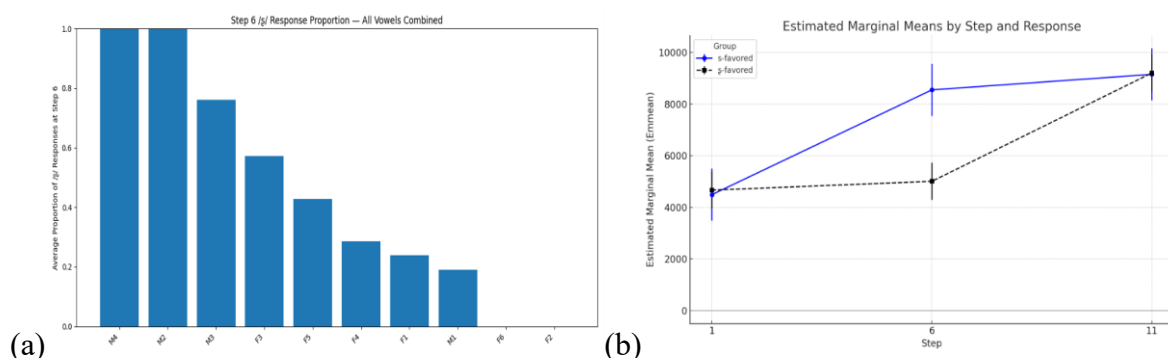 Step 6 /ʂ/ Response Proportion — All Vowels Combined
Average Proportion of /ʂ/ Responses at Step 6
1.0
0.8
0.6
0.4
0.2
0.0
M4 M2 M3 F3 F5 F4 F1 M1 F6 F2
(a)
Estimated Marginal Means by Step and Response
Group
s-favored
ʂ-favored
Estimated Marginal Mean (Emmean)
10000
8000
6000
4000
2000
0
1 6 11
Step
(b)